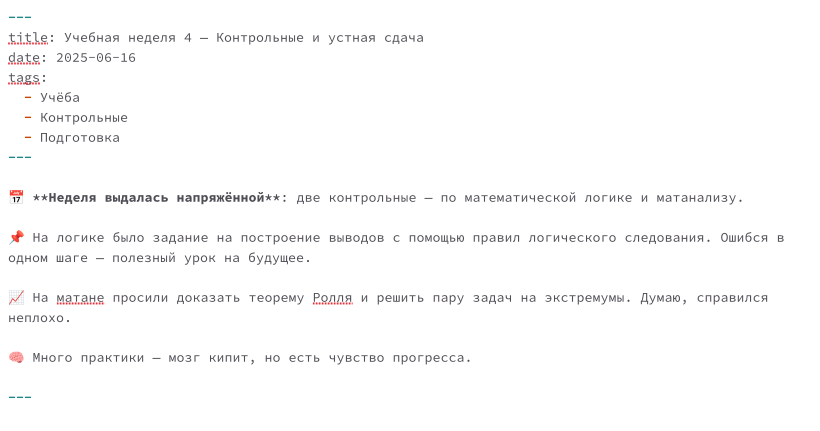 ---
title: Учебная неделя 4 — Контрольные и устная сдача
date: 2025-06-16
tags:
  - Учёба
  - Контрольные
  - Подготовка
---
📅 **Неделя выдалась напряжённой**: две контрольные — по математической логике и матанализу.
📌 На логике было задание на построение выводов с помощью правил логического следования. Ошибся в
одном шаге — полезный урок на будущее.
📈 На матане просили доказать теорему Ролля и решить пару задач на экстремумы. Думаю, справился
неплохо.
🧠 Много практики — мозг кипит, но есть чувство прогресса.
---